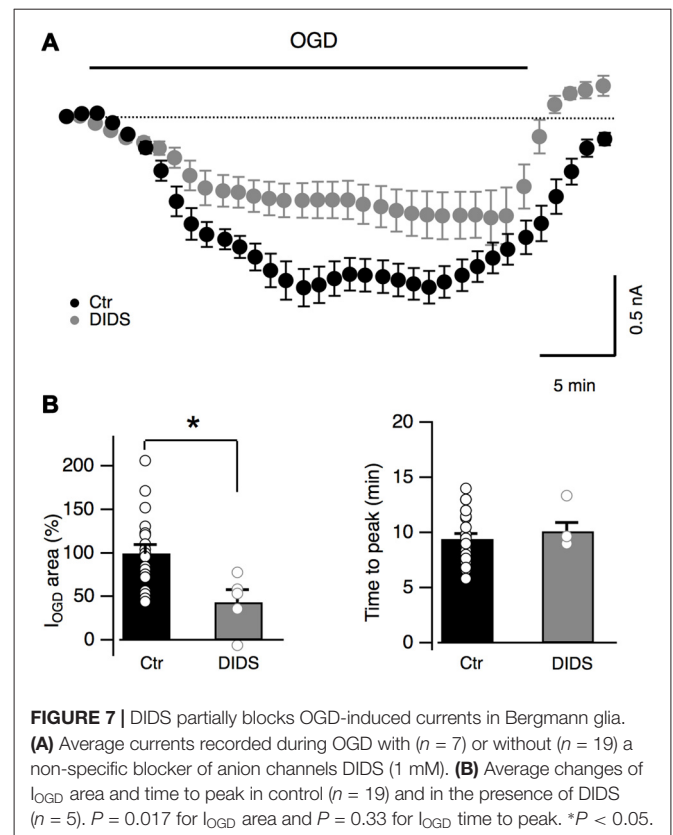 A
OGD
Ctr
DIDS
0.5 nA
5 min
B
*
200
150
100
50
0
I_OGD area (%)
Ctr
DIDS
20
15
10
5
0
Time to peak (min)
Ctr
DIDS
FIGURE 7 | DIDS partially blocks OGD-induced currents in Bergmann glia.
(A) Average currents recorded during OGD with (n = 7) or without (n = 19) a
non-specific blocker of anion channels DIDS (1 mM). (B) Average changes of
I_OGD area and time to peak in control (n = 19) and in the presence of DIDS
(n = 5). P = 0.017 for I_OGD area and P = 0.33 for I_OGD time to peak. *P < 0.05.